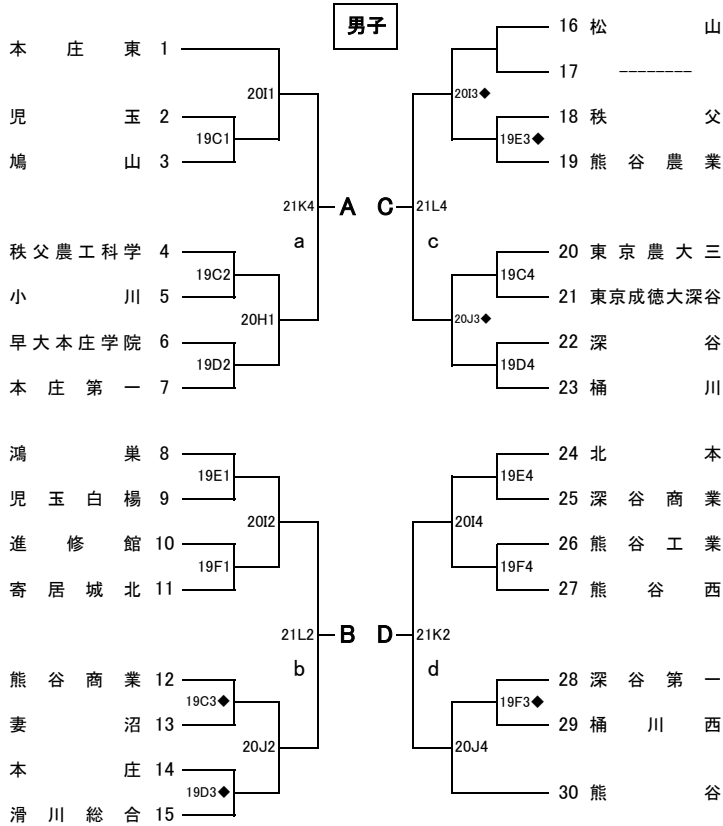 男子
本庄東 1
児玉 2
鳩山 3
秩父農工科学 4
小川 5
早大本庄学院 6
本庄第一 7
鴻巣 8
児玉白楊 9
進修館 10
寄居城北 11
熊谷商業 12
妻沼 13
本庄 14
滑川総合 15
19C1
20I1
19C2
20H1
19D2
21K4
A
a
19E1
20I2
19F1
21L2
B
b
19C3◆
20J2
19D3◆
16 松山
17 --------
18 秩父
19 熊谷農業
20 東京農大三
21 東京成徳大深谷
22 深谷
23 桶川
24 北本
25 深谷商業
26 熊谷工業
27 熊谷西
28 深谷第一
29 桶川西
30 熊谷
20I3◆
19E3◆
C
21L4
c
19C4
20J3◆
19D4
19E4
20I4
19F4
D
21K2
d
19F3◆
20J4